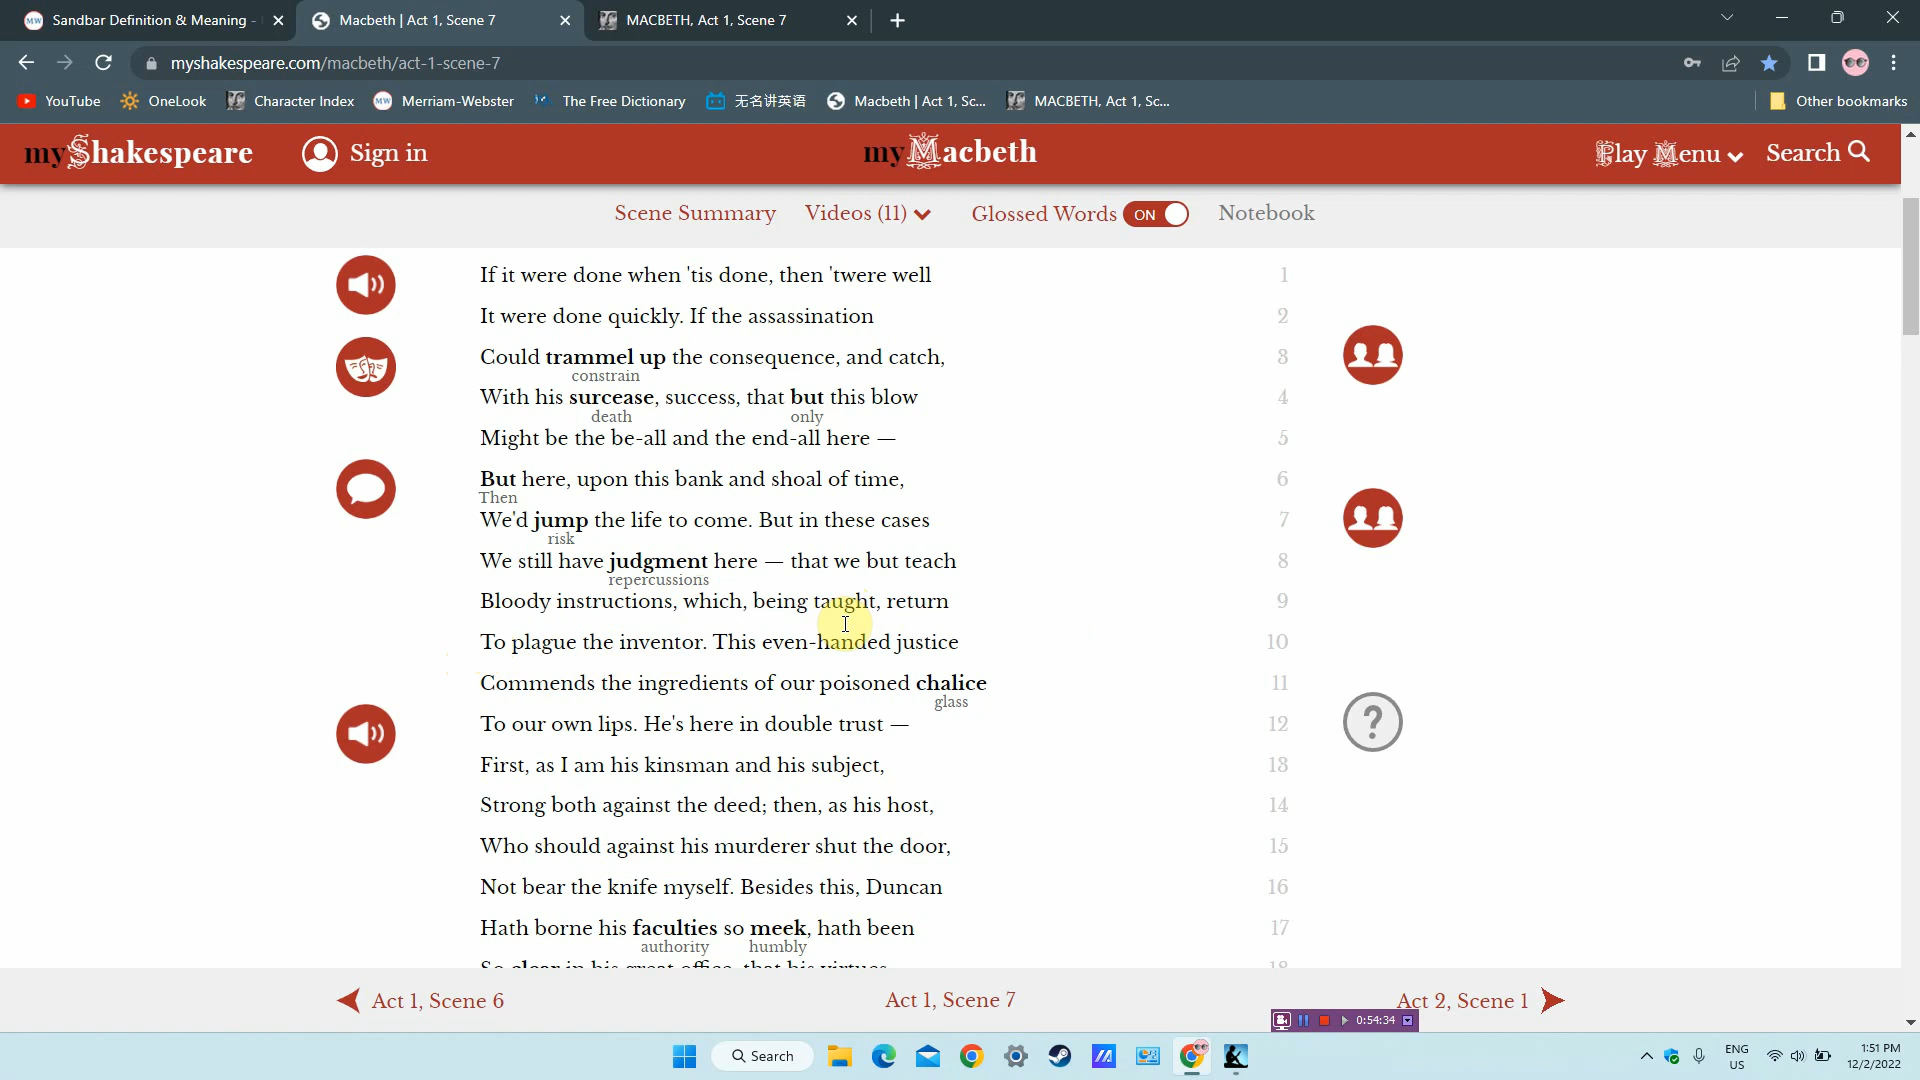 Sandbar Definition & Meaning -
Macbeth | Act 1, Scene 7
MACBETH, Act 1, Scene 7
myshakespeare.com/macbeth/act-1-scene-7
YouTube
OneLook
Character Index
Merriam-Webster
The Free Dictionary
无名讲英语
Macbeth | Act 1, Sc...
MACBETH, Act 1, Sc...
Other bookmarks
myShakespeare
Sign in
myMacbeth
Play Menu
Search
Scene Summary
Videos (11)
Glossed Words ON
Notebook
If it were done when 'tis done, then 'twere well 1
It were done quickly. If the assassination 2
Could trammel up the consequence, and catch, 3
constrain
With his surcease, success, that but this blow 4
death only
Might be the be-all and the end-all here — 5
But here, upon this bank and shoal of time, 6
Then
We'd jump the life to come. But in these cases 7
risk
We still have judgment here — that we but teach 8
repercussions
Bloody instructions, which, being taught, return 9
To plague the inventor. This even-handed justice 10
Commends the ingredients of our poisoned chalice 11
glass
To our own lips. He's here in double trust — 12
?
First, as I am his kinsman and his subject, 13
Strong both against the deed; then, as his host, 14
Who should against his murderer shut the door, 15
Not bear the knife myself. Besides this, Duncan 16
Hath borne his faculties so meek, hath been 17
authority humbly
So clear in his great office, that his virtues 18
Act 1, Scene 6
Act 1, Scene 7
Act 2, Scene 1
0:54:34
Search
ENG
US
1:51 PM
12/2/2022